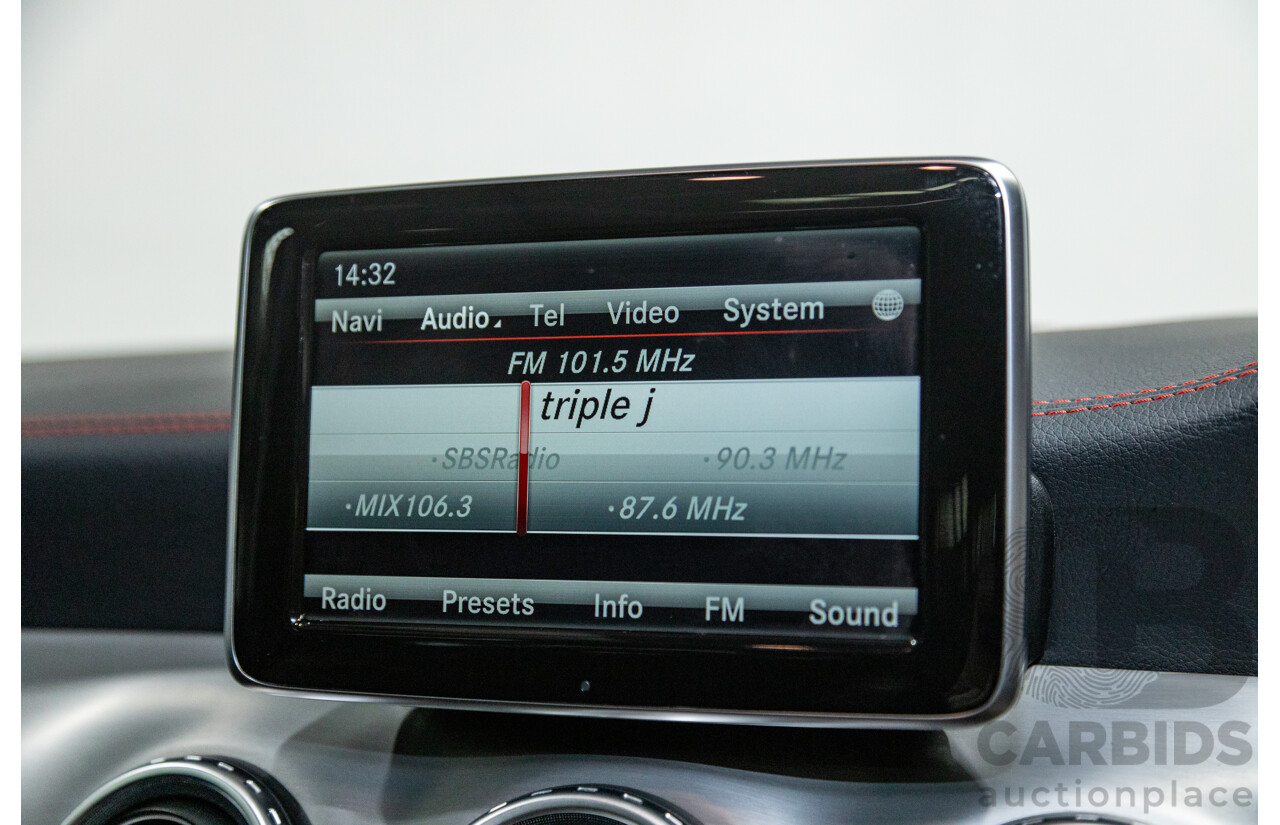 14:32
Navi Audio Tel Video System
FM 101.5 MHz
triple j
·SBSRadio ·90.3 MHz
·MIX106.3 ·87.6 MHz
Radio Presets Info FM Sound
CARBIDS
auctionplace